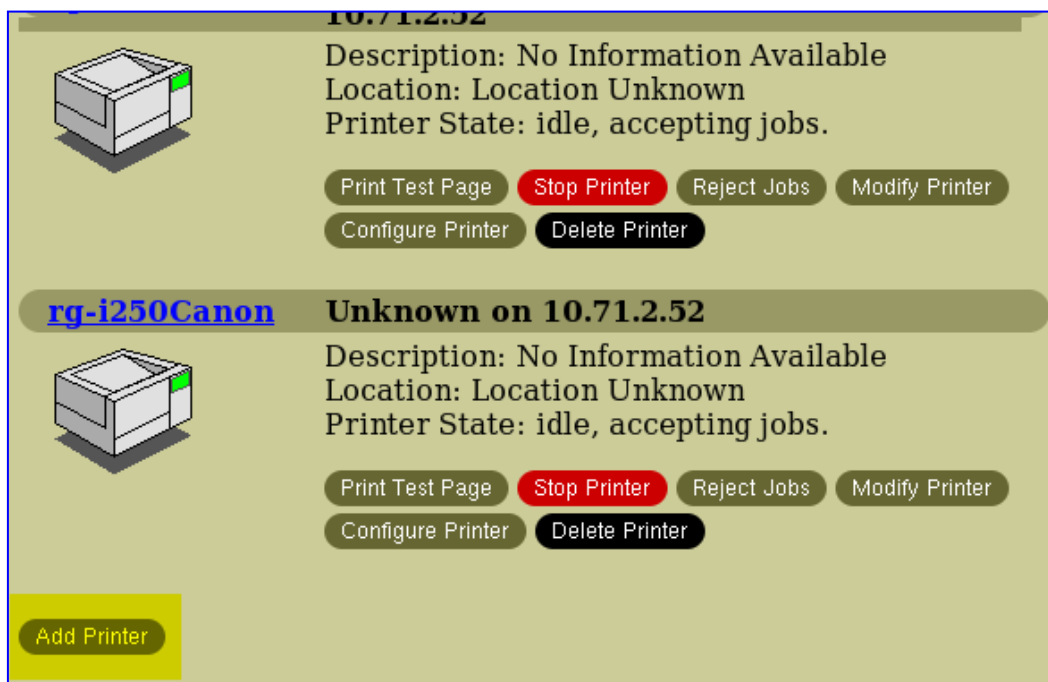 10.71.2.52
Description: No Information Available
Location: Location Unknown
Printer State: idle, accepting jobs.
Print Test Page Stop Printer Reject Jobs Modify Printer
Configure Printer Delete Printer
rg-i250Canon Unknown on 10.71.2.52
Description: No Information Available
Location: Location Unknown
Printer State: idle, accepting jobs.
Print Test Page Stop Printer Reject Jobs Modify Printer
Configure Printer Delete Printer
Add Printer